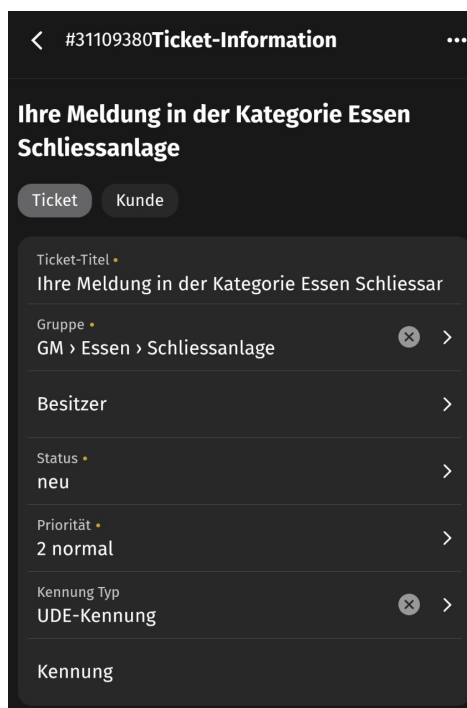 #31109380Ticket-Information
Ihre Meldung in der Kategorie Essen
Schliessanlage
Ticket
Kunde
Ticket-Titel
Ihre Meldung in der Kategorie Essen Schliessar
Gruppe
GM › Essen › Schliessanlage
Besitzer
Status
neu
Priorität
2 normal
Kennung Typ
UDE-Kennung
Kennung